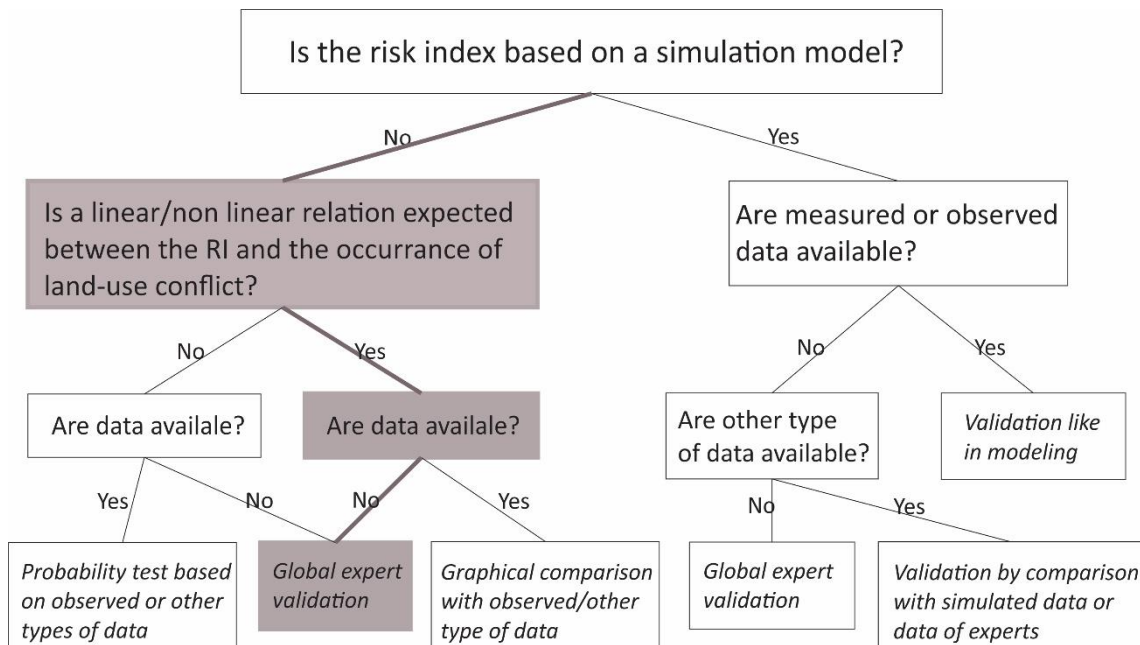 Is the risk index based on a simulation model?
No
Yes
Is a linear/non linear relation expected
between the RI and the occurrance of
land-use conflict?
Are measured or observed
data available?
No
Yes
No
Yes
Are data availale?
Are data availale?
Are other type
of data available?
Validation like
in modeling
Yes
No
No
Yes
No
Yes
Probability test based
on observed or other
types of data
Global expert
validation
Graphical comparison
with observed/other
type of data
Global expert
validation
Validation by comparison
with simulated data or
data of experts